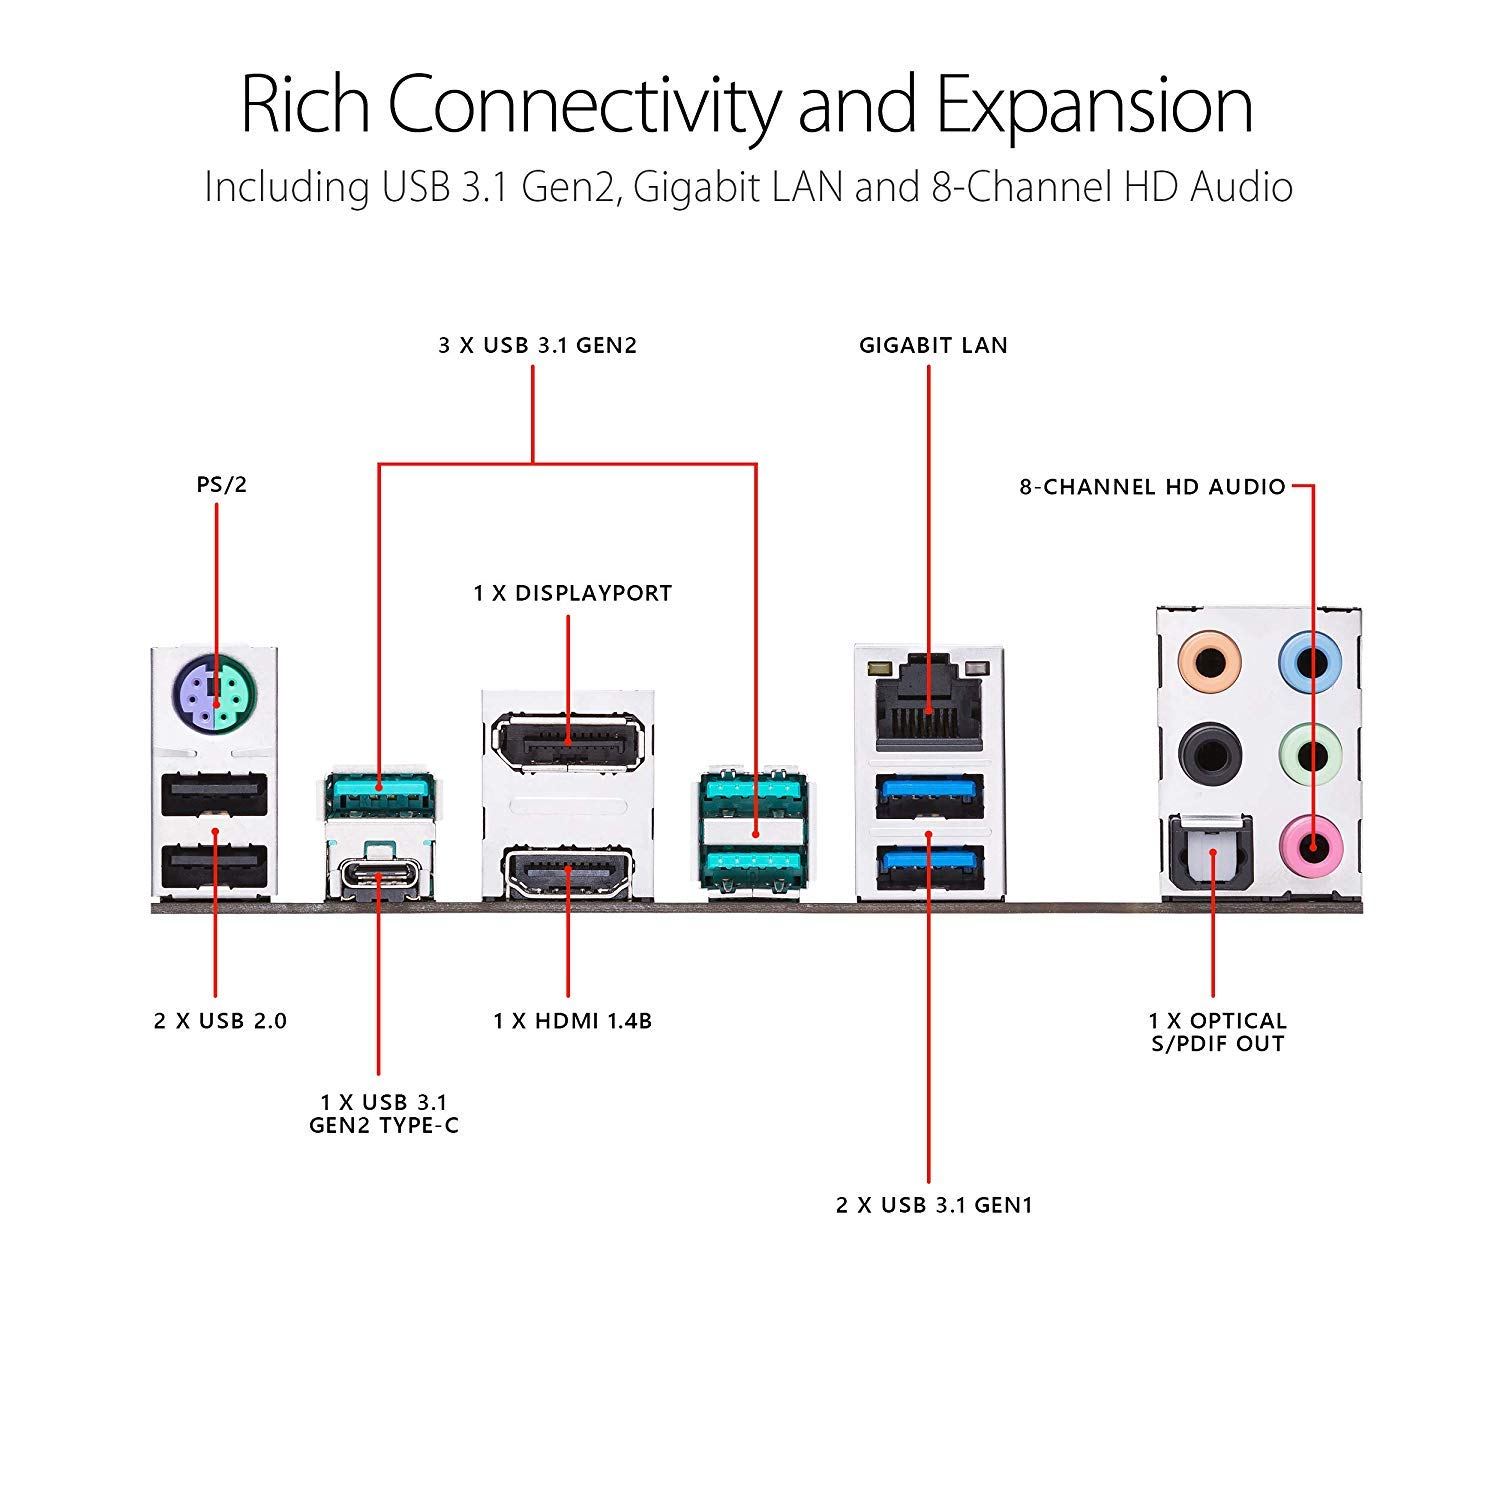 Rich Connectivity and Expansion
Including USB 3.1 Gen2, Gigabit LAN and 8-Channel HD Audio
3 X USB 3.1 GEN2
GIGABIT LAN
PS/2
8-CHANNEL HD AUDIO
1 X DISPLAYPORT
2 X USB 2.0
1 X HDMI 1.4B
1 X OPTICAL
S/PDIF OUT
1 X USB 3.1
GEN2 TYPE-C
2 X USB 3.1 GEN1